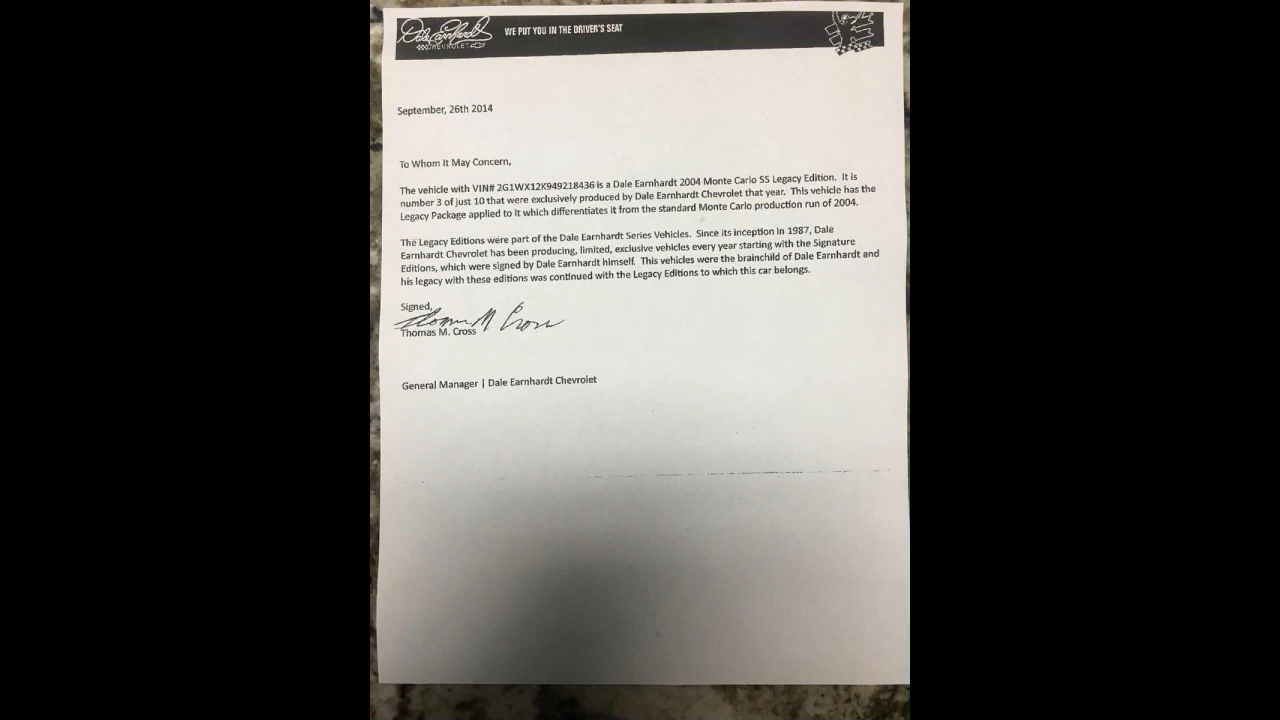 Dale Earnhardt
CHEVROLET
WE PUT YOU IN THE DRIVER'S SEAT
September, 26th 2014
To Whom It May Concern,
The vehicle with VIN# 2G1WX12K949218436 is a Dale Earnhardt 2004 Monte Carlo SS Legacy Edition. It is
number 3 of just 10 that were exclusively produced by Dale Earnhardt Chevrolet that year. This vehicle has the
Legacy Package applied to it which differentiates it from the standard Monte Carlo production run of 2004.
The Legacy Editions were part of the Dale Earnhardt Series Vehicles. Since its inception in 1987, Dale
Earnhardt Chevrolet has been producing, limited, exclusive vehicles every year starting with the Signature
Editions, which were signed by Dale Earnhardt himself. This vehicles were the brainchild of Dale Earnhardt and
his legacy with these editions was continued with the Legacy Editions to which this car belongs.
Signed,
Thomas M Cross
Thomas M. Cross
General Manager | Dale Earnhardt Chevrolet